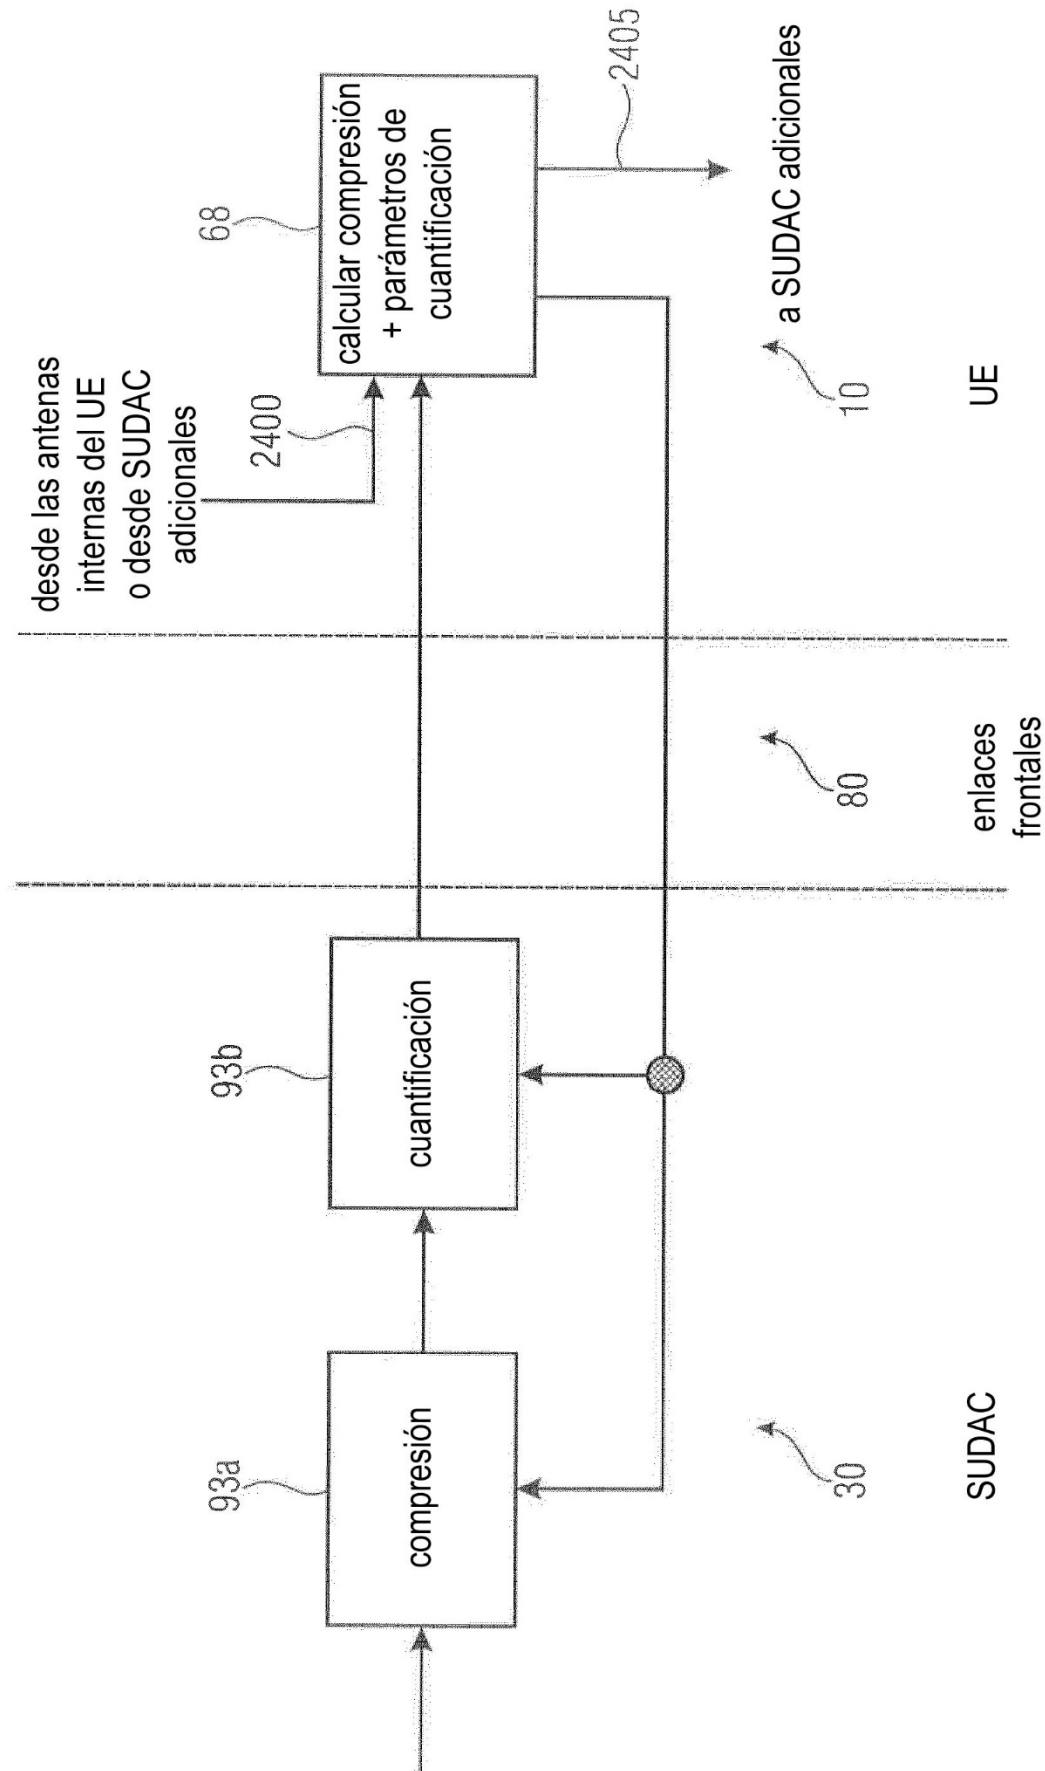 93a
compresión
93b
cuantificación
desde las antenas
internas del UE
o desde SUDAC
adicionales
2400
68
calcular compresión
+ parámetros de
cuantificación
2405
a SUDAC adicionales
30
SUDAC
80
enlaces
frontales
10
UE